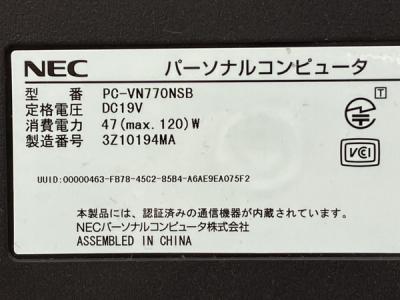 NEC パーソナルコンピュータ
型番 PC-VN770NSB
定格電圧 DC19V
消費電力 47(max.120)W
製造番号 3Z10194MA
T
VCI
UUID:00000463-FB78-45C2-85B4-A6AE9EA075F2
本製品には、認証済みの通信機器が内蔵されています。
NECパーソナルコンピュータ株式会社
ASSEMBLED IN CHINA